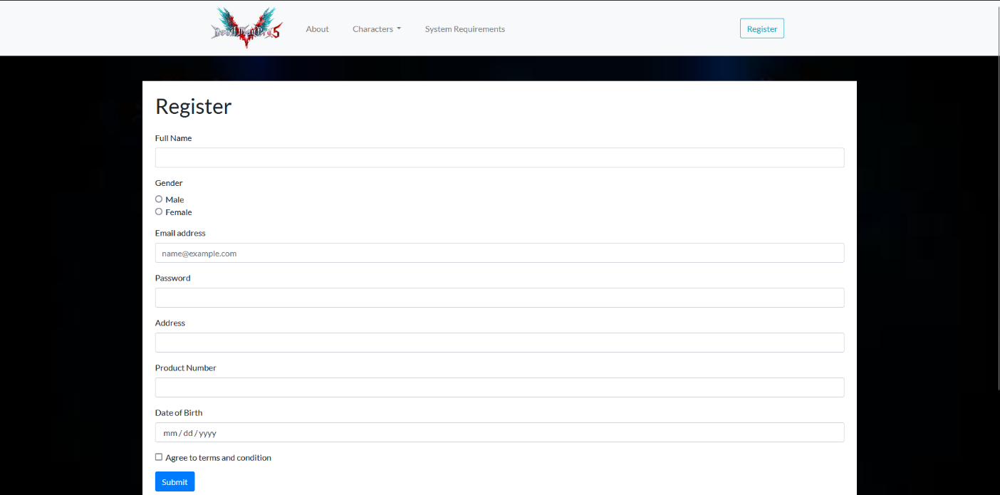 Devil May Cry 5
About
Characters
System Requirements
Register
Register
Full Name
Gender
Male
Female
Email address
name@example.com
Password
Address
Product Number
Date of Birth
mm / dd / yyyy
Agree to terms and condition
Submit